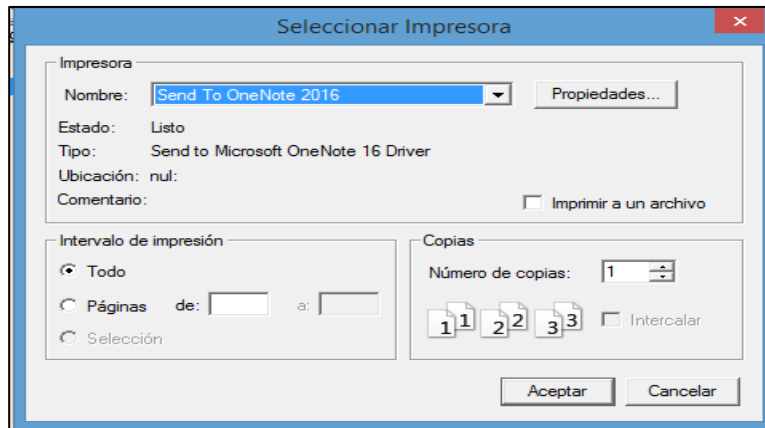 Seleccionar Impresora
Impresora
Nombre: Send To OneNote 2016 Propiedades...
Estado: Listo
Tipo: Send to Microsoft OneNote 16 Driver
Ubicación: nul:
Comentario: Imprimir a un archivo
Intervalo de impresión
Todo
Páginas de: a:
Selección
Copias
Número de copias: 1
1 1 2 2 3 3 Intercalar
Aceptar Cancelar